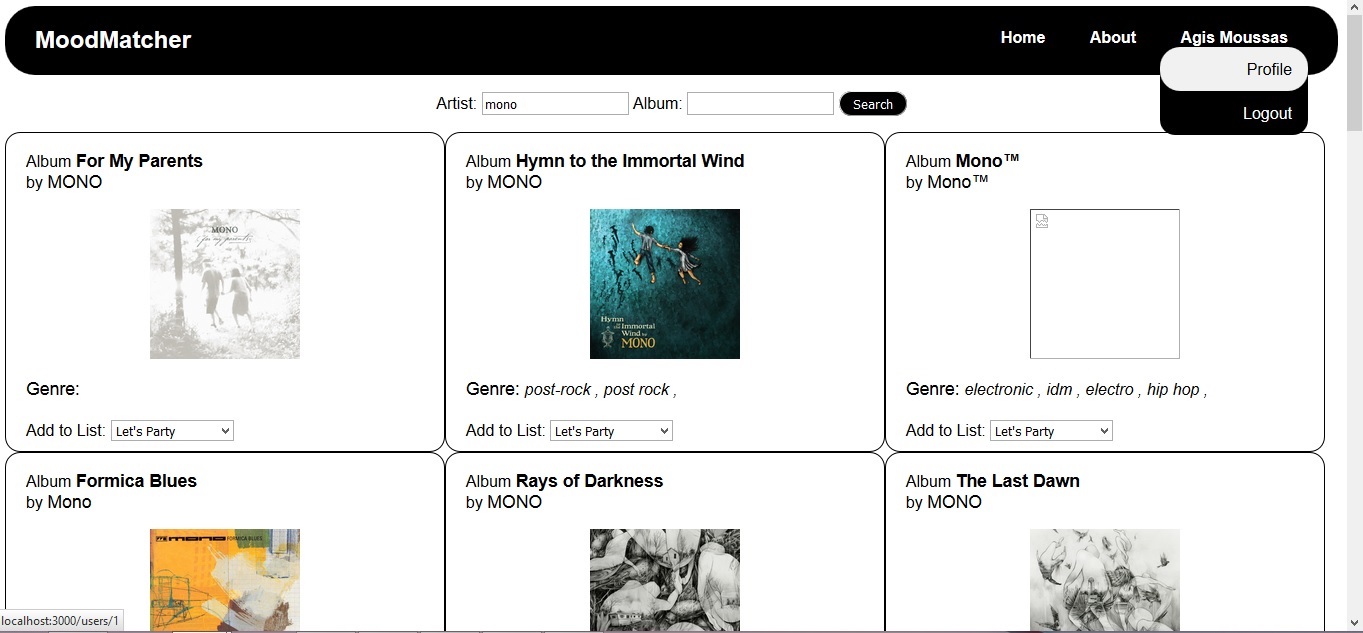 MoodMatcher Home About Agis Moussas
Profile
Logout
Artist: mono Album: Search
Album For My Parents
by MONO
MONO
for my parents
Genre:
Add to List: Let's Party
Album Hymn to the Immortal Wind
by MONO
Hymn
to the Immortal
Wind by
MONO
Genre: post-rock , post rock ,
Add to List: Let's Party
Album Mono™
by Mono™
Genre: electronic , idm , electro , hip hop ,
Add to List: Let's Party
Album Formica Blues
by Mono
mono FORMICA BLUES
Album Rays of Darkness
by MONO
Album The Last Dawn
by MONO
localhost:3000/users/1